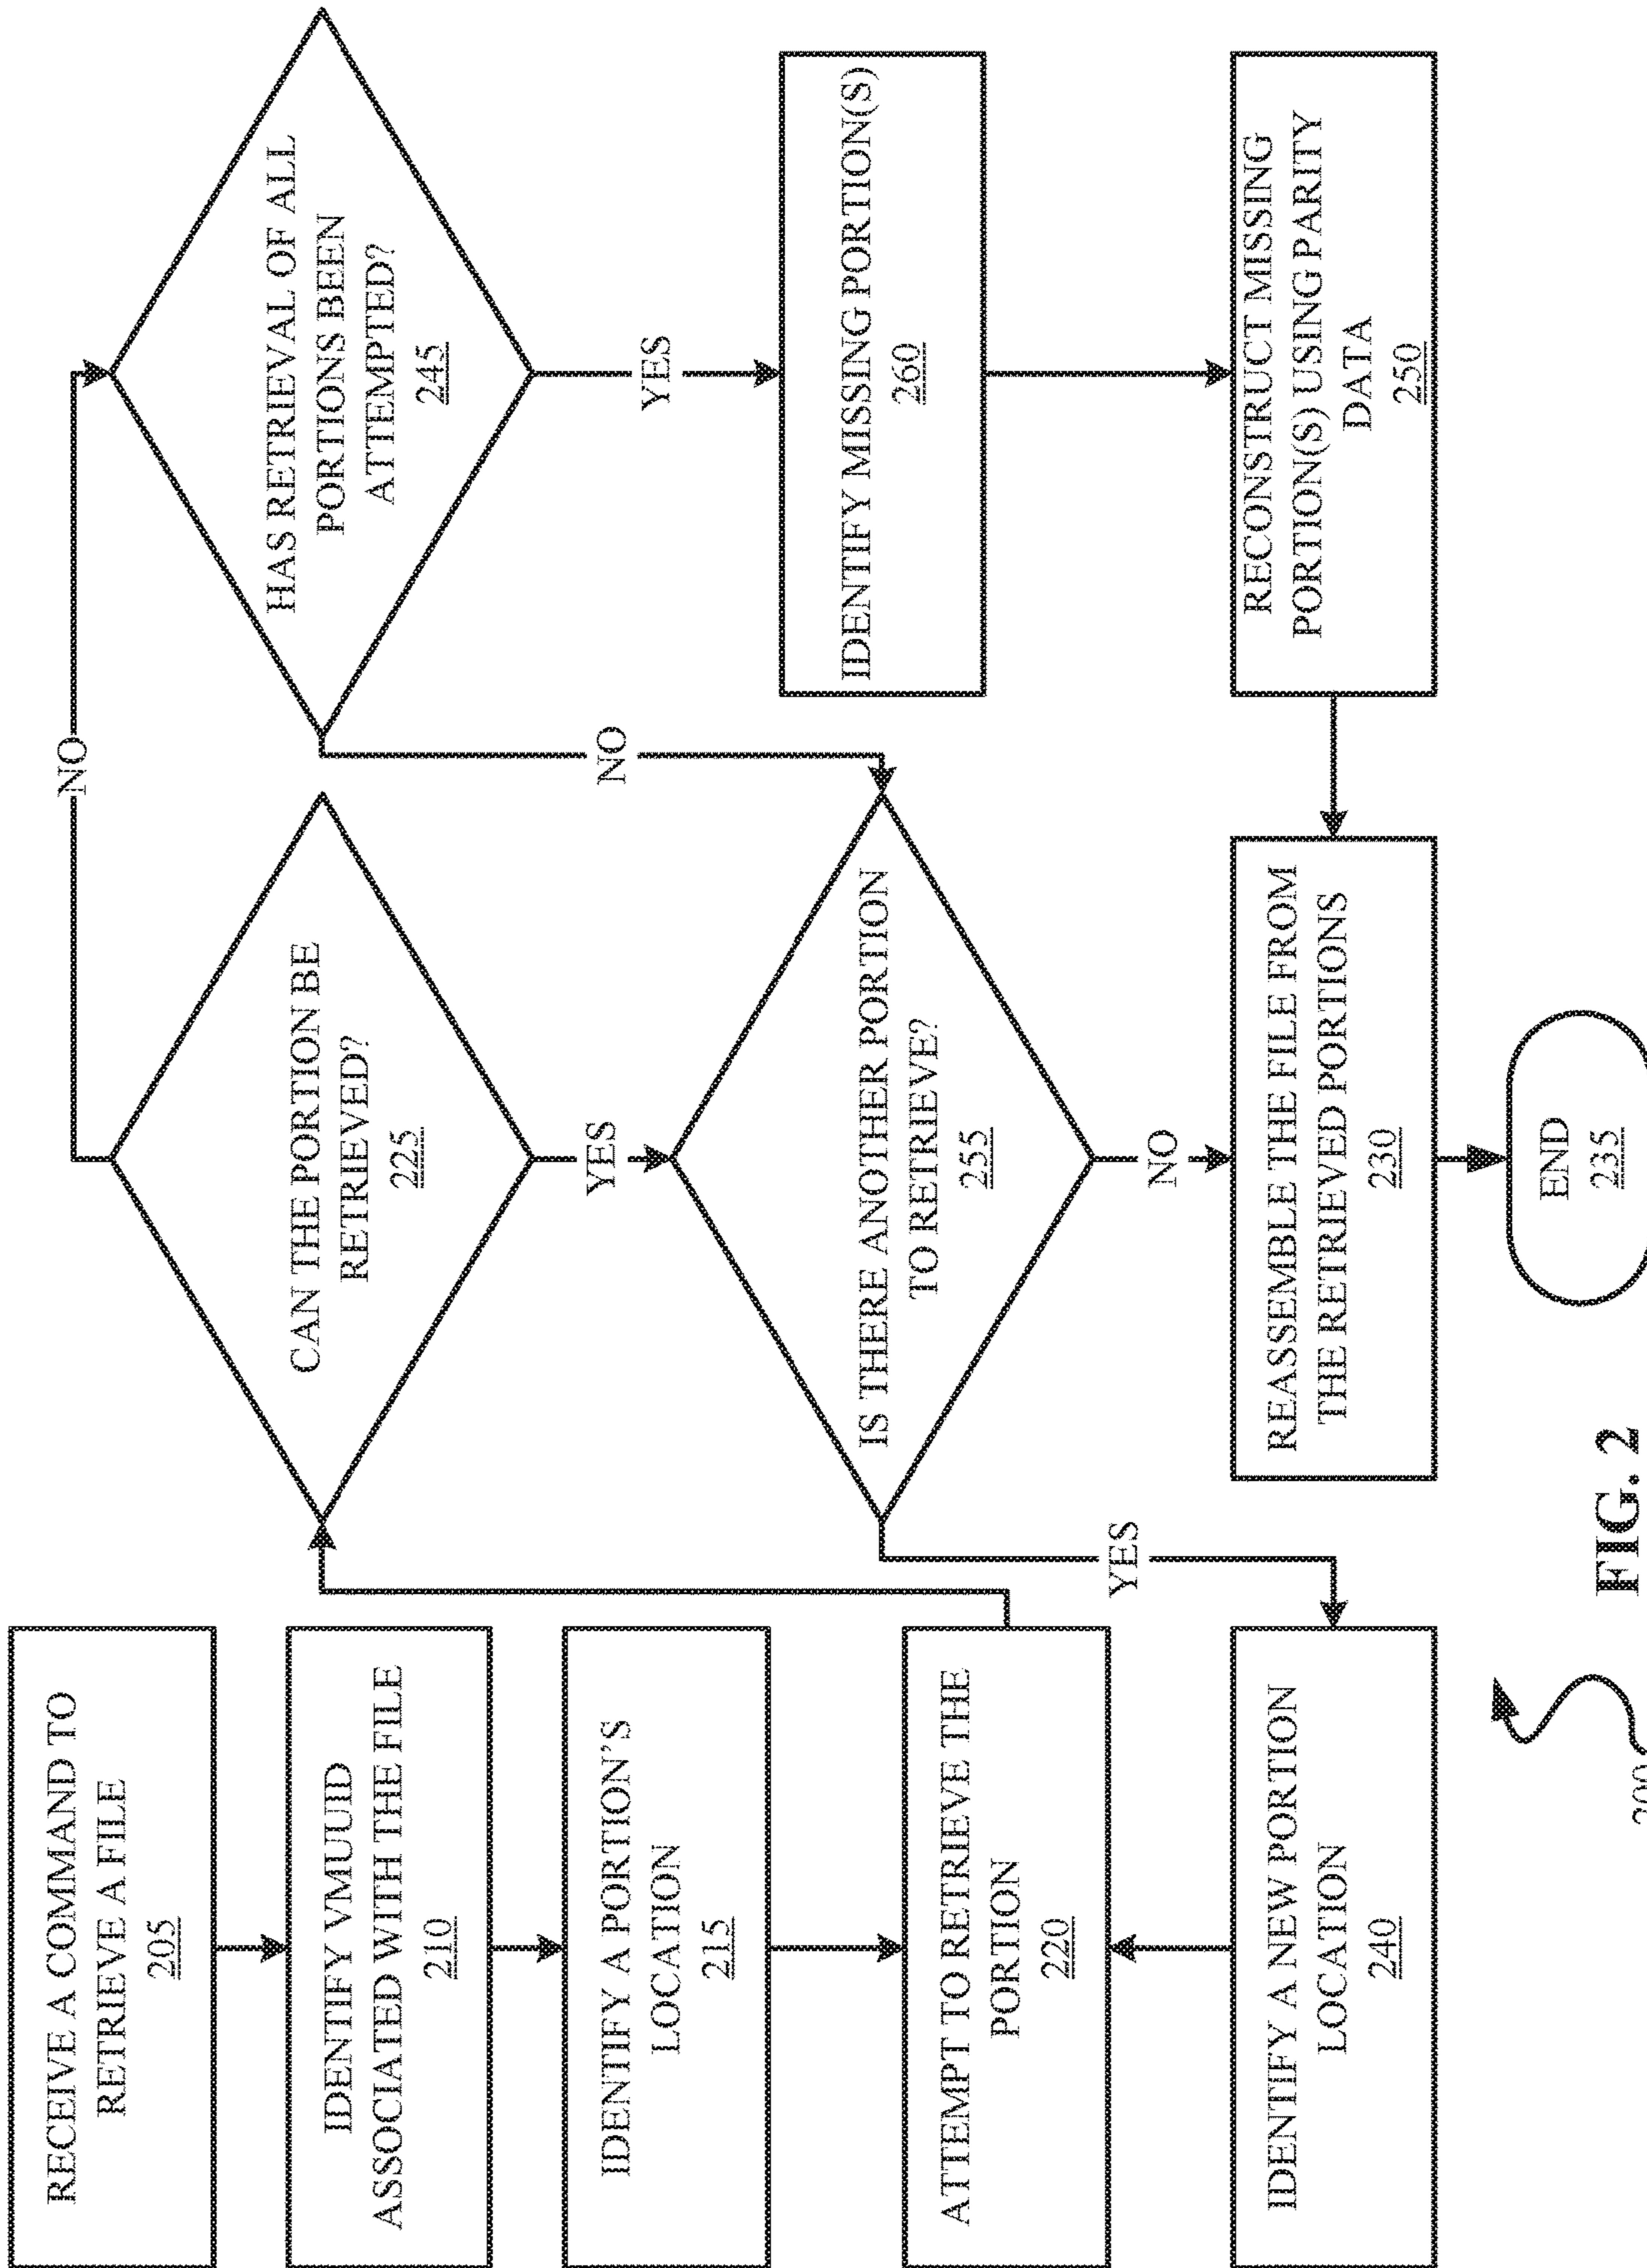 RECEIVE A COMMAND TO
RETRIEVE A FILE
205
IDENTIFY VMUUID
ASSOCIATED WITH THE FILE
210
IDENTIFY A PORTION'S
LOCATION
215
ATTEMPT TO RETRIEVE THE
PORTION
220
IDENTIFY A NEW PORTION
LOCATION
240
CAN THE PORTION BE
RETRIEVED?
225
NO
YES
IS THERE ANOTHER PORTION
TO RETRIEVE?
255
YES
NO
REASSEMBLE THE FILE FROM
THE RETRIEVED PORTIONS
230
END
235
HAS RETRIEVAL OF ALL
PORTIONS BEEN
ATTEMPTED?
245
NO
YES
IDENTIFY MISSING PORTION(S)
260
RECONSTRUCT MISSING
PORTION(S) USING PARITY
DATA
250
200
FIG. 2